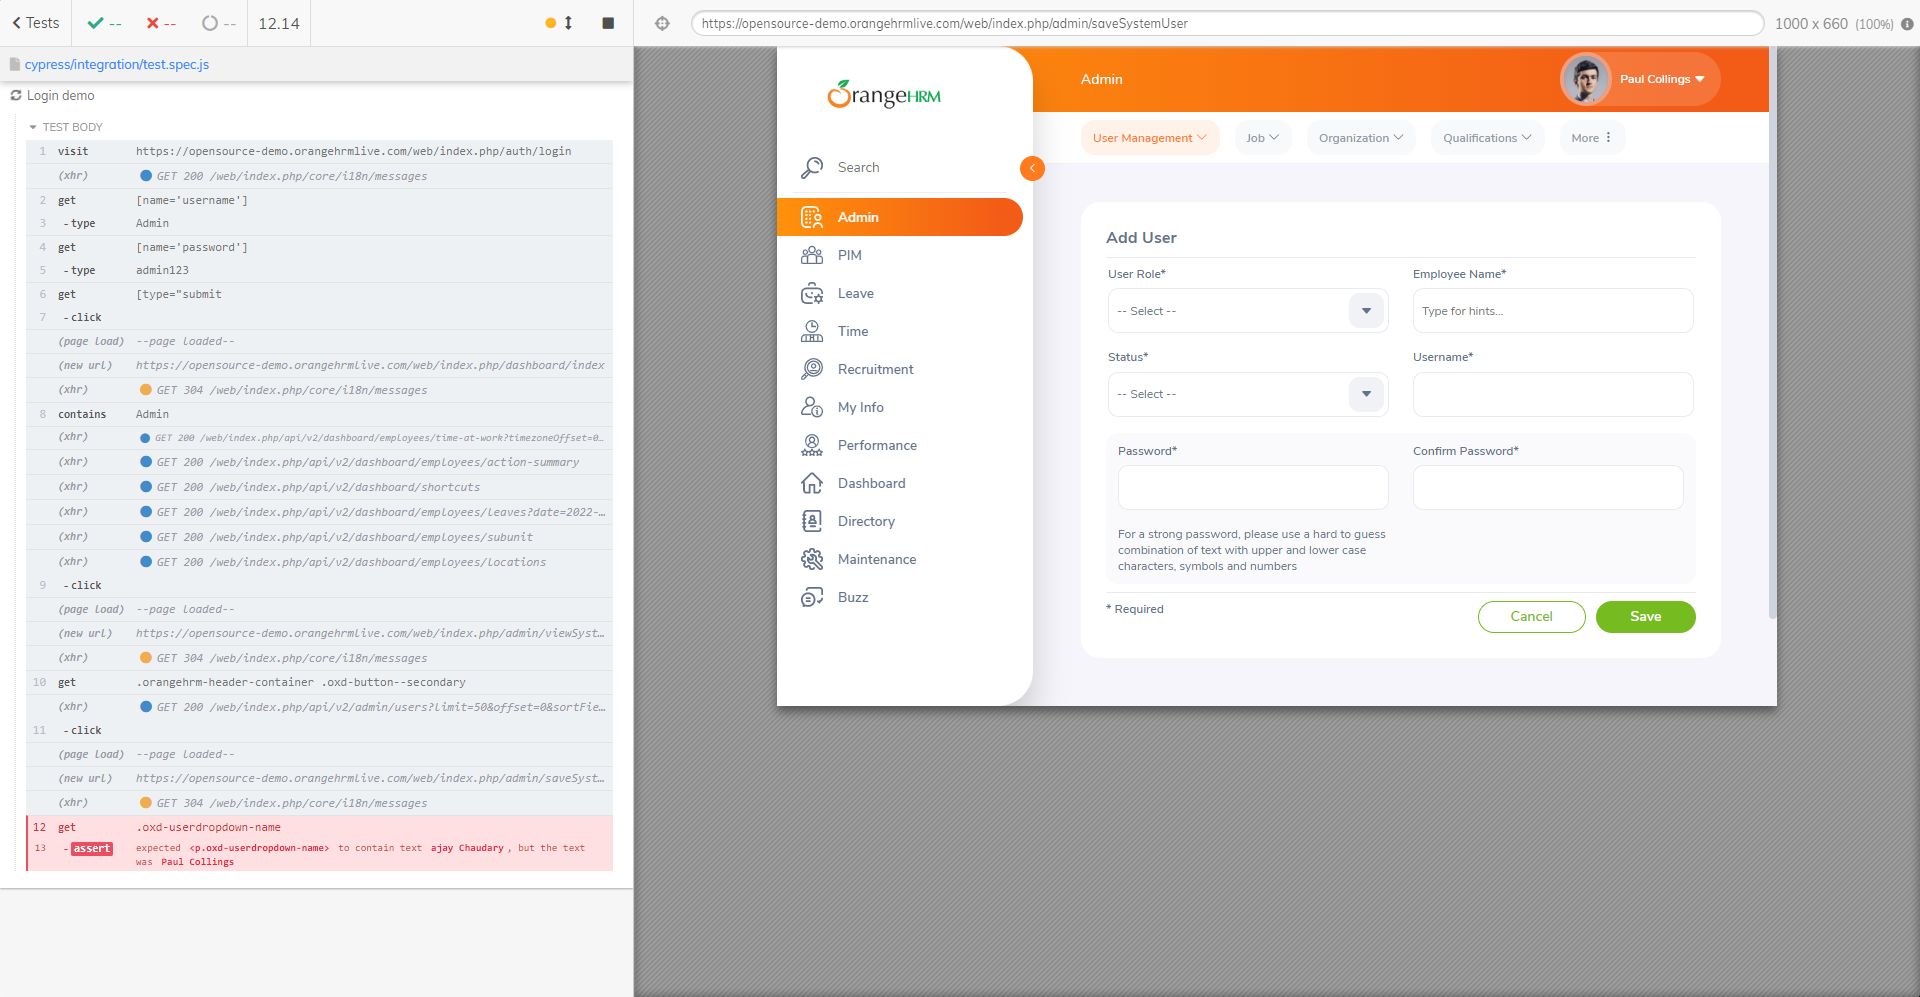 Tests
--
--
--
12.14
cypress/integration/test.spec.js
Login demo
TEST BODY
1 visit https://opensource-demo.orangehrmlive.com/web/index.php/auth/login
(xhr) GET 200 /web/index.php/core/i18n/messages
2 get [name='username']
3 -type Admin
4 get [name='password']
5 -type admin123
6 get [type="submit
7 -click
(page load) --page loaded--
(new url) https://opensource-demo.orangehrmlive.com/web/index.php/dashboard/index
(xhr) GET 304 /web/index.php/core/i18n/messages
8 contains Admin
(xhr) GET 200 /web/index.php/api/v2/dashboard/employees/time-at-work?timezoneOffset=0…
(xhr) GET 200 /web/index.php/api/v2/dashboard/employees/action-summary
(xhr) GET 200 /web/index.php/api/v2/dashboard/shortcuts
(xhr) GET 200 /web/index.php/api/v2/dashboard/employees/leaves?date=2022-…
(xhr) GET 200 /web/index.php/api/v2/dashboard/employees/subunit
(xhr) GET 200 /web/index.php/api/v2/dashboard/employees/locations
9 -click
(page load) --page loaded--
(new url) https://opensource-demo.orangehrmlive.com/web/index.php/admin/viewSyst…
(xhr) GET 304 /web/index.php/core/i18n/messages
10 get .orangehrm-header-container .oxd-button--secondary
(xhr) GET 200 /web/index.php/api/v2/admin/users?limit=50&offset=0&sortFie…
11 -click
(page load) --page loaded--
(new url) https://opensource-demo.orangehrmlive.com/web/index.php/admin/saveSyst…
(xhr) GET 304 /web/index.php/core/i18n/messages
12 get .oxd-userdropdown-name
13 -assert expected <p.oxd-userdropdown-name> to contain text ajay Chaudary, but the text
was Paul Collings
https://opensource-demo.orangehrmlive.com/web/index.php/admin/saveSystemUser
1000 x 660 (100%)
OrangeHRM
Search
Admin
PIM
Leave
Time
Recruitment
My Info
Performance
Dashboard
Directory
Maintenance
Buzz
Admin
Paul Collings
User Management
Job
Organization
Qualifications
More
Add User
User Role* Employee Name*
-- Select -- Type for hints...
Status* Username*
-- Select --
Password* Confirm Password*
For a strong password, please use a hard to guess
combination of text with upper and lower case
characters, symbols and numbers
* Required
Cancel
Save